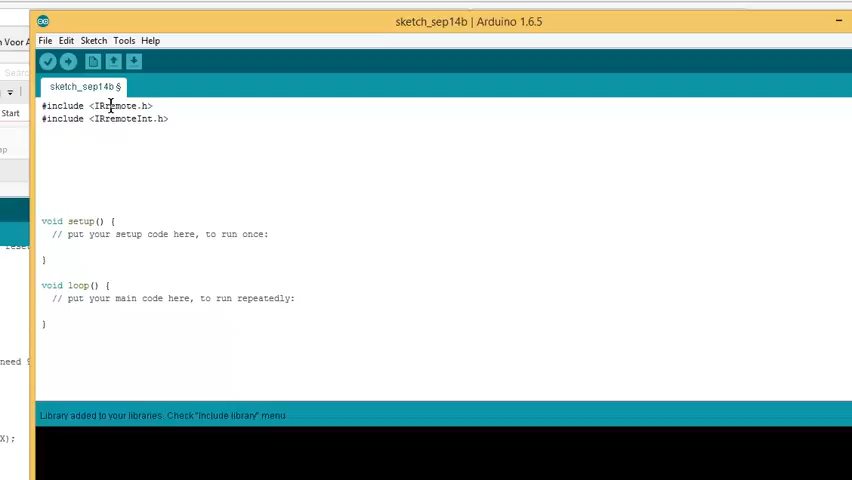 sketch_sep14b | Arduino 1.6.5
n Voor A
File Edit Sketch Tools Help
Sear
sketch_sep14b §
Start
#include <IRremote.h>
#include <IRremoteInt.h>
void setup() {
// put your setup code here, to run once:
}
void loop() {
// put your main code here, to run repeatedly:
}
need
Library added to your libraries. Check "Include library" menu
X);